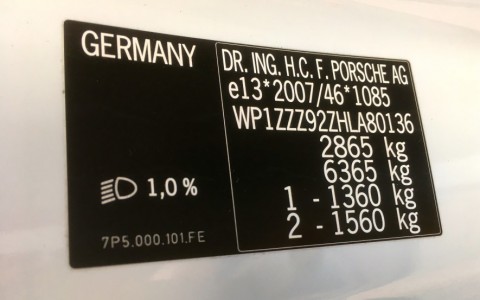 GERMANY
DR. ING. H.C. F. PORSCHE AG
e13*2007/46*1085
WP1ZZZ92ZHLA80136
2865 kg
6365 kg
1 - 1360 kg
2 - 1560 kg
1,0 %
7P5.000.101.FE